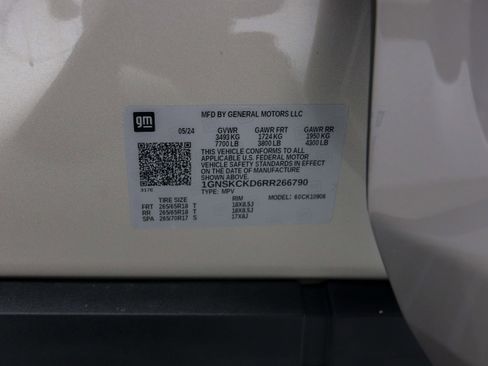 gm
MFD BY GENERAL MOTORS LLC
05/24 GVWR GAWR FRT GAWR RR
3493 KG 1724 KG 1950 KG
7700 LB 3800 LB 4300 LB
THIS VEHICLE CONFORMS TO ALL
APPLICABLE U.S. FEDERAL MOTOR
VEHICLE SAFETY STANDARDS IN EFFECT
ON THE DATE OF MANUFACTURE
SHOWN ABOVE.
1GNSKCKD6RR266790
3176 TYPE: MPV
TIRE SIZE RIM MODEL: 60CK10906
FRT 265/65R18 T 18X8.5J
RR 265/65R18 T 18X8.5J
SPA 265/70R17 S 17X8J